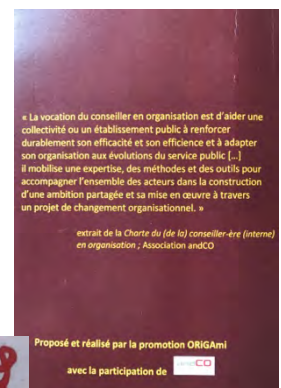 « La vocation du conseiller en organisation est d'aider une
collectivité ou un établissement public à renforcer
durablement son efficacité et son efficience et à adapter
son organisation aux évolutions du service public [...]
il mobilise une expertise, des méthodes et des outils pour
accompagner l'ensemble des acteurs dans la construction
d'une ambition partagée et sa mise en œuvre à travers
un projet de changement organisationnel. »
extrait de la Charte du (de la) conseiller-ère (interne)
en organisation ; Association andCO
Proposé et réalisé par la promotion ORiGAmi
avec la participation de